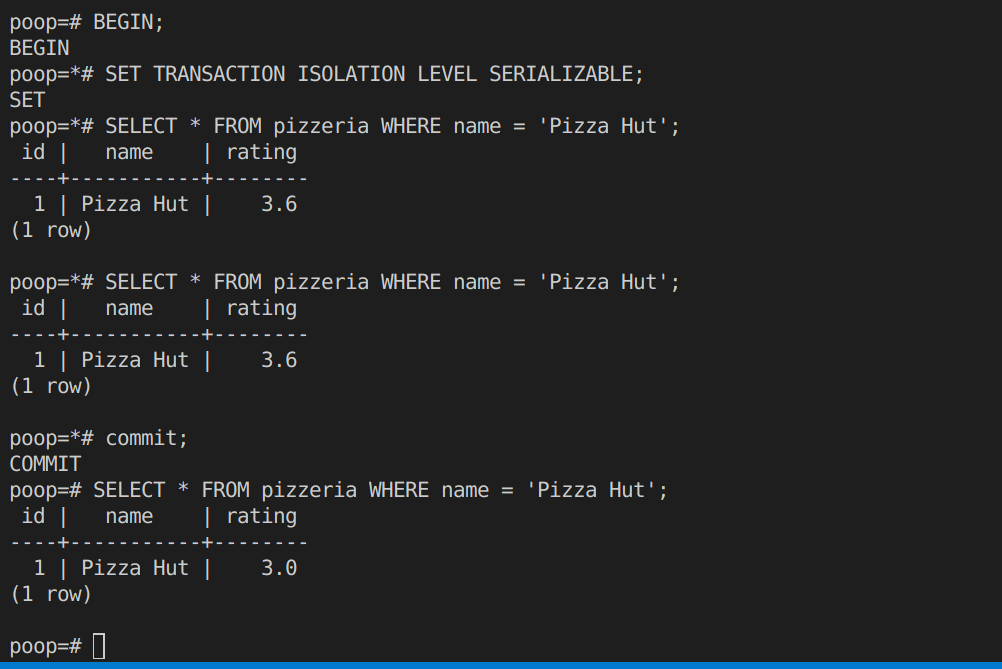 poop=# BEGIN;
BEGIN
poop=*# SET TRANSACTION ISOLATION LEVEL SERIALIZABLE;
SET
poop=*# SELECT * FROM pizzeria WHERE name = 'Pizza Hut';
 id |   name    | rating
----+-----------+--------
  1 | Pizza Hut |    3.6
(1 row)

poop=*# SELECT * FROM pizzeria WHERE name = 'Pizza Hut';
 id |   name    | rating
----+-----------+--------
  1 | Pizza Hut |    3.6
(1 row)

poop=*# commit;
COMMIT
poop=# SELECT * FROM pizzeria WHERE name = 'Pizza Hut';
 id |   name    | rating
----+-----------+--------
  1 | Pizza Hut |    3.0
(1 row)

poop=#